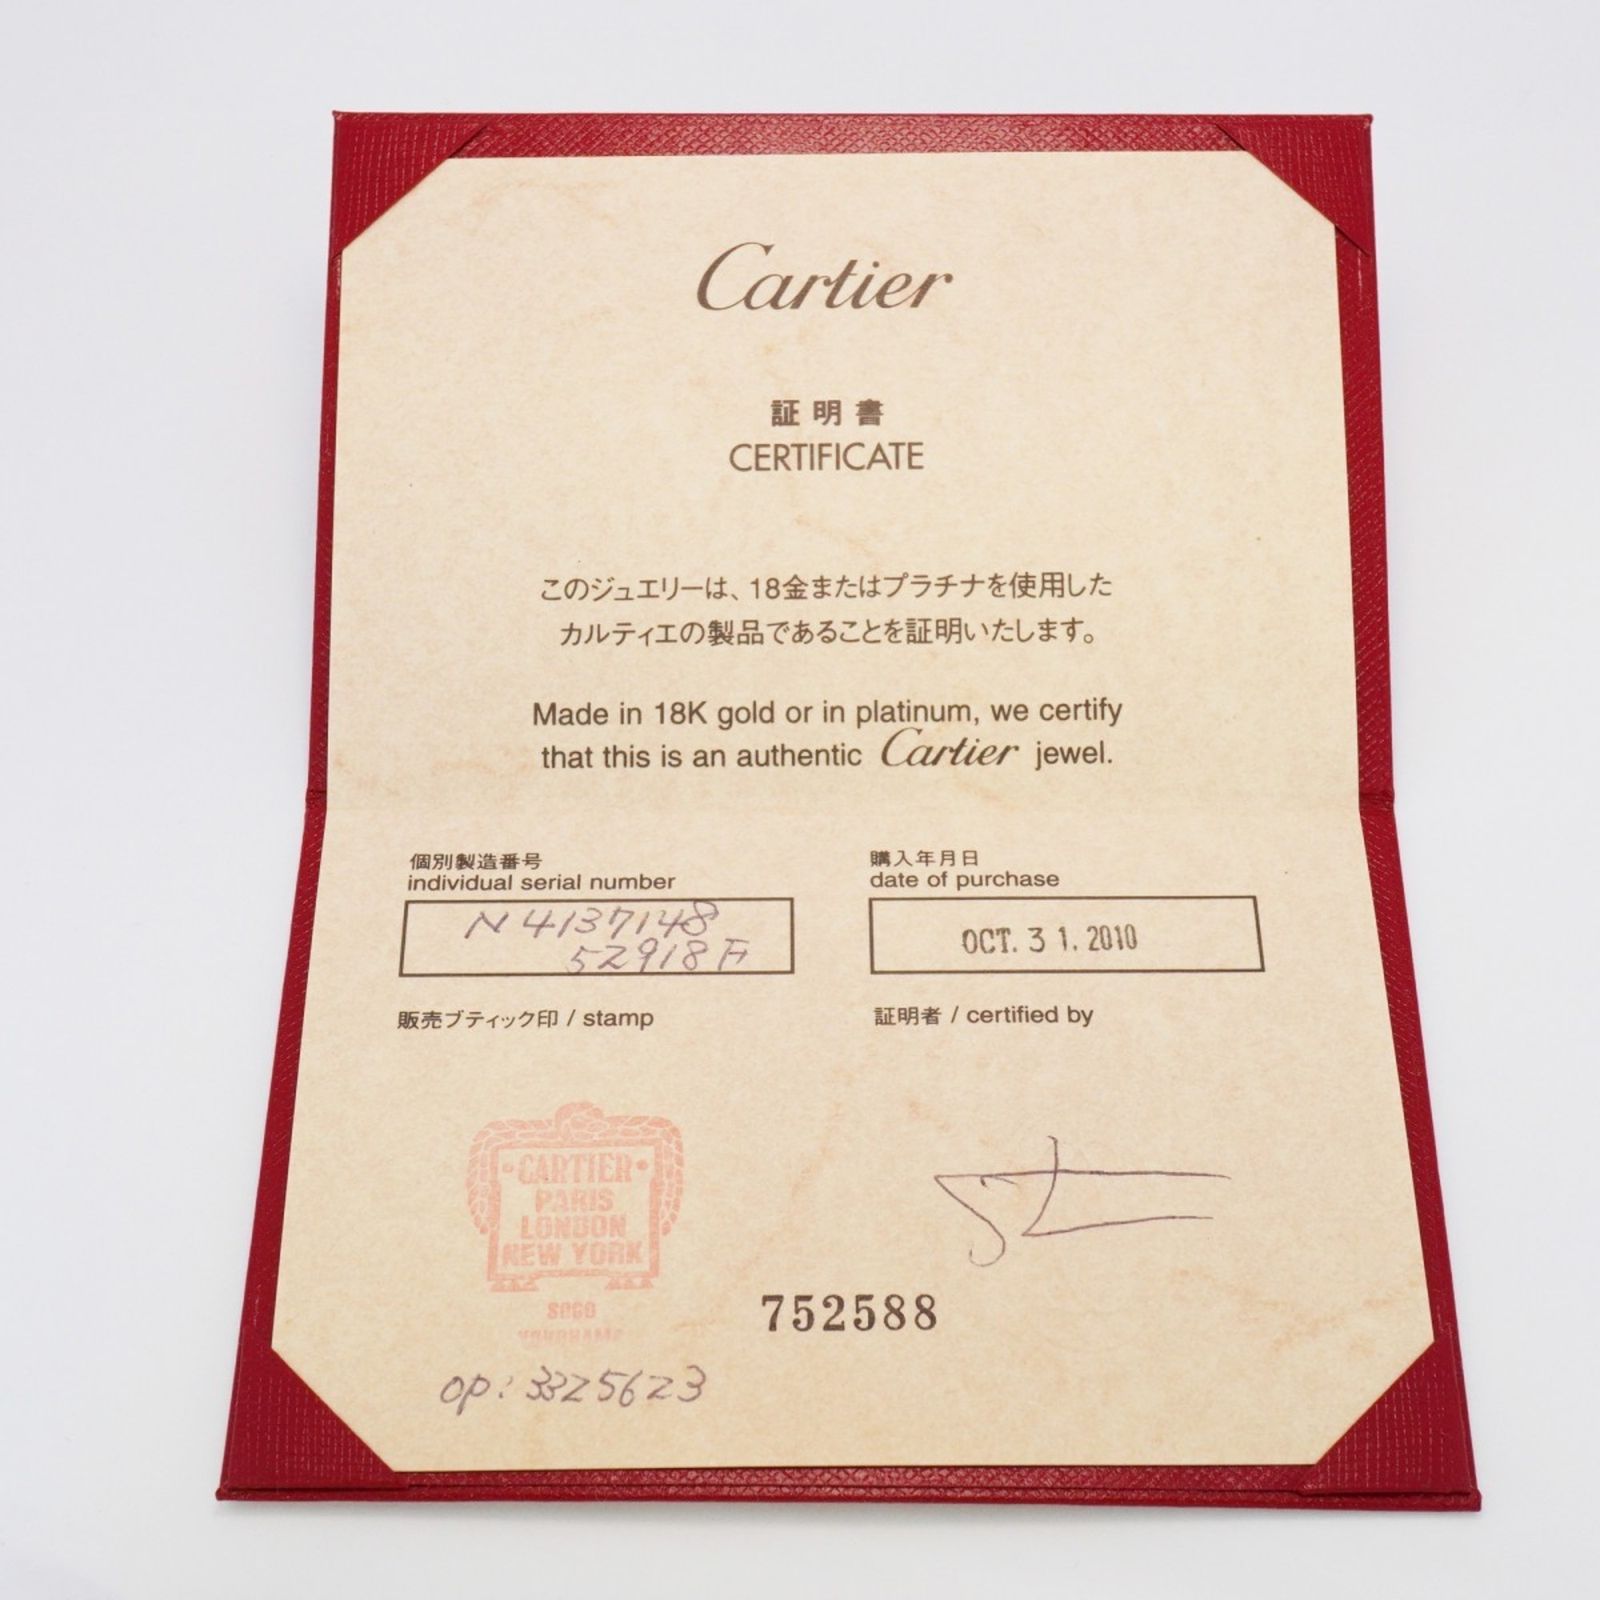 Cartier
証明書
CERTIFICATE
このジュエリーは、18金またはプラチナを使用した
カルティエの製品であることを証明いたします。
Made in 18K gold or in platinum, we certify
that this is an authentic Cartier jewel.
個別製造番号
individual serial number
N4137148
52918F
購入年月日
date of purchase
OCT. 31. 2010
販売ブティック印 / stamp
証明者 / certified by
CARTIER
PARIS
LONDON
NEW YORK
SOGO
YOKOHAMA
752588
op: 3325623